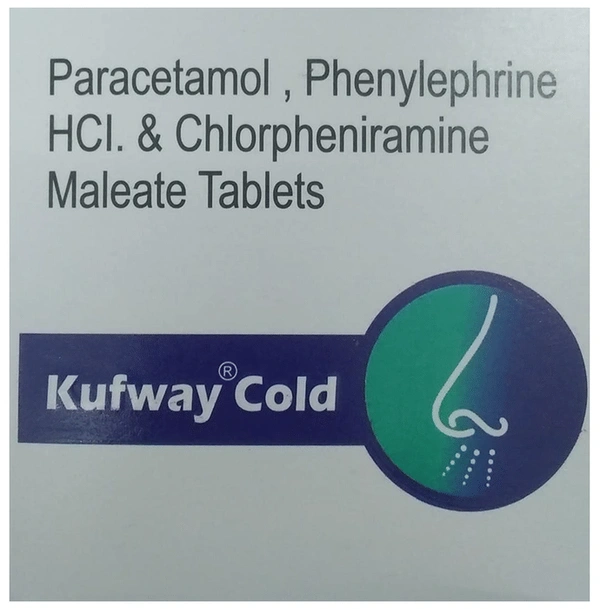 Paracetamol , Phenylephrine
HCl. & Chlorpheniramine
Maleate Tablets
Kufway® Cold